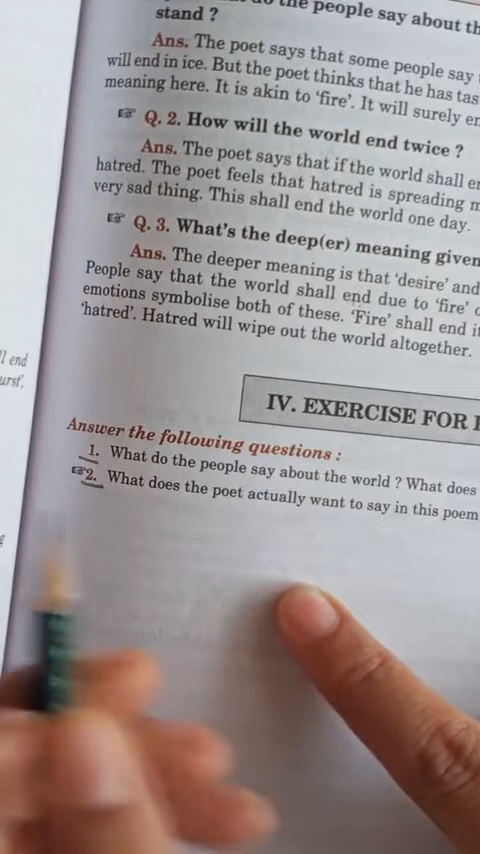 the people say about
stand ?
Ans. The poet says that some people say
will end in ice. But the poet thinks that he has
meaning here. It is akin to 'fire'. It will surely
☞ Q. 2. How will the world end twice ?
Ans. The poet says that if the world shall
hatred. The poet feels that hatred is spreading
very sad thing. This shall end the world one day.
☞ Q. 3. What's the deep(er) meaning given
Ans. The deeper meaning is that 'desire' and
People say that the world shall end due to 'fire'
emotions symbolise both of these. 'Fire' shall end
'hatred'. Hatred will wipe out the world altogether.
end
IV. EXERCISE FOR
Answer the following questions :
1. What do the people say about the world ? What does
☞2. What does the poet actually want to say in this poem